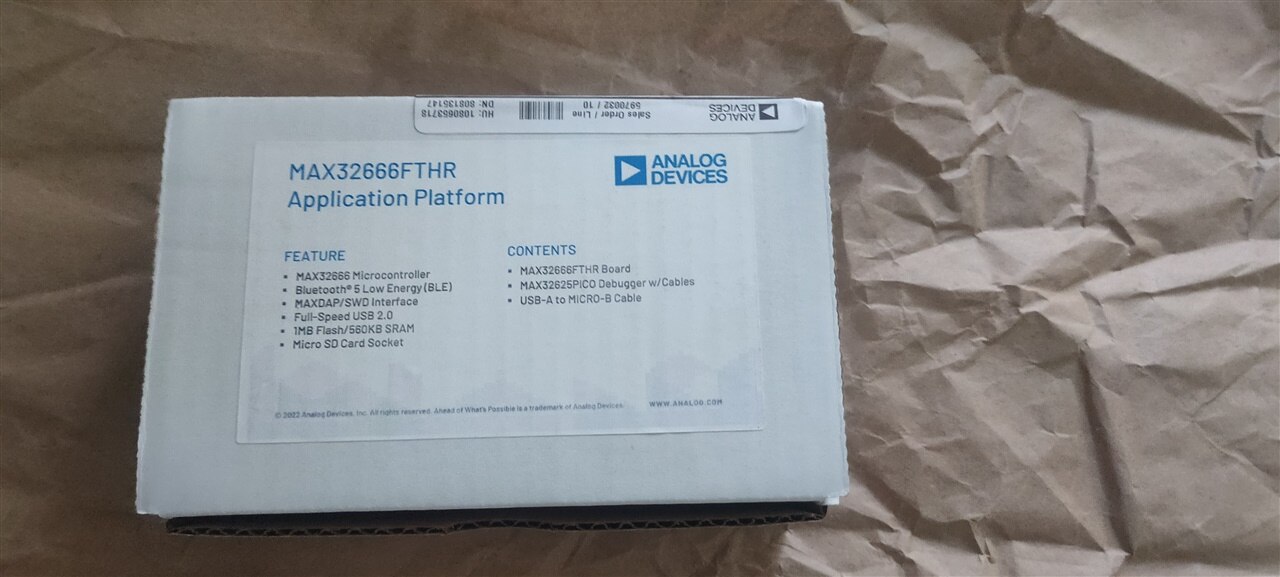 HU: 1080653718
DN: 808135147
Sales Order / Line
5970032 / 10
ANALOG
DEVICES
MAX32666FTHR
Application Platform
ANALOG
DEVICES
FEATURE
▪ MAX32666 Microcontroller
▪ Bluetooth® 5 Low Energy (BLE)
▪ MAXDAP/SWD Interface
▪ Full-Speed USB 2.0
▪ 1MB Flash/560KB SRAM
▪ Micro SD Card Socket
CONTENTS
▪ MAX32666FTHR Board
▪ MAX32625PICO Debugger w/Cables
▪ USB-A to MICRO-B Cable
© 2022 Analog Devices, Inc. All rights reserved. Ahead of What's Possible is a trademark of Analog Devices.
WWW.ANALOG.COM